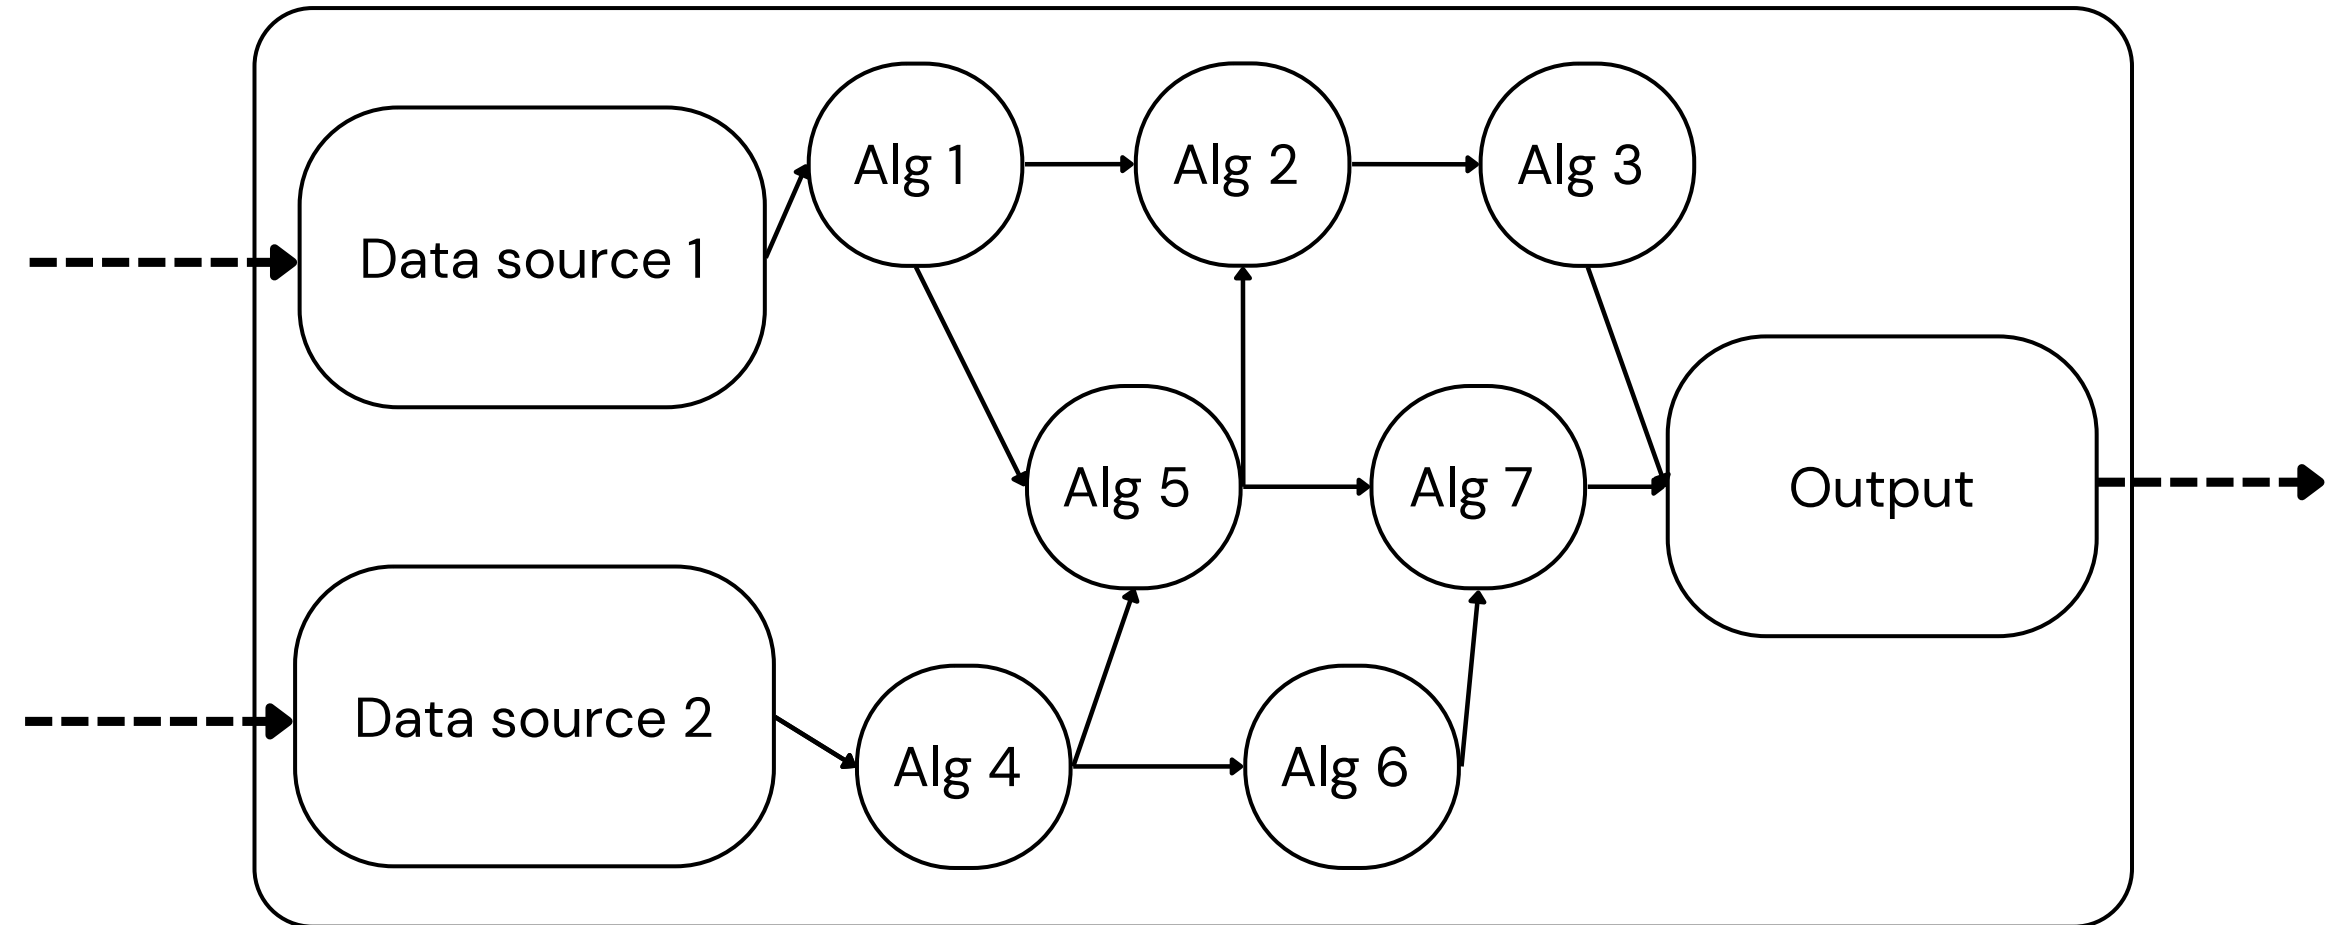 Alg 1
Alg 2
Alg 3
Data source 1
Alg 5
Alg 7
Output
Data source 2
Alg 4
Alg 6